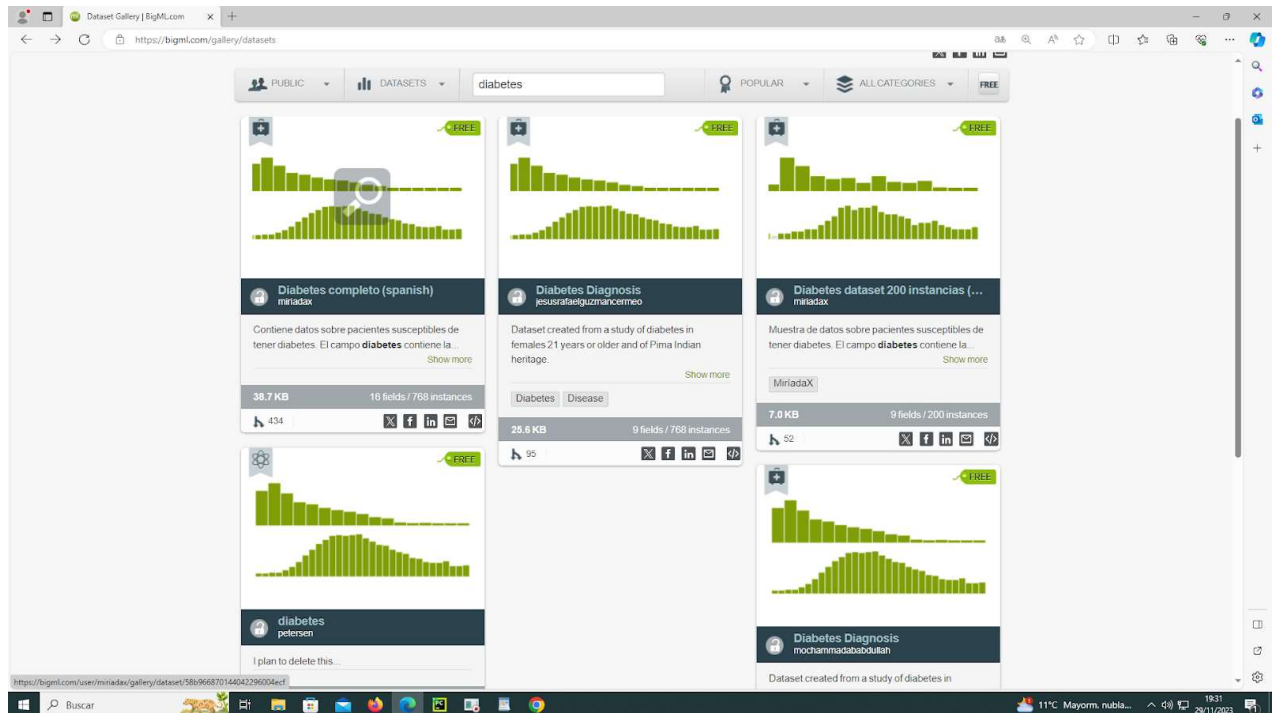 Dataset Gallery | BigML.com
https://bigml.com/gallery/datasets
PUBLIC
DATASETS
diabetes
POPULAR
ALL CATEGORIES
FREE
FREE
Diabetes completo (spanish)
miriadax
Contiene datos sobre pacientes susceptibles de
tener diabetes. El campo diabetes contiene la...
Show more
38.7 KB 16 fields / 768 instances
434
FREE
Diabetes Diagnosis
jesusrafaelguzmancermeo
Dataset created from a study of diabetes in
females 21 years or older and of Pima Indian
heritage.
Show more
Diabetes Disease
25.6 KB 9 fields / 768 instances
95
FREE
Diabetes dataset 200 instancias (...
miriadax
Muestra de datos sobre pacientes susceptibles de
tener diabetes. El campo diabetes contiene la...
Show more
MiriadaX
7.0 KB 9 fields / 200 instances
52
FREE
diabetes
petersen
I plan to delete this...
FREE
Diabetes Diagnosis
mochammadababdullah
Dataset created from a study of diabetes in
https://bigml.com/user/miriadax/gallery/dataset/58b966870144042296004ecf
Buscar
11°C Mayorm. nubla...
19:31
29/11/2023